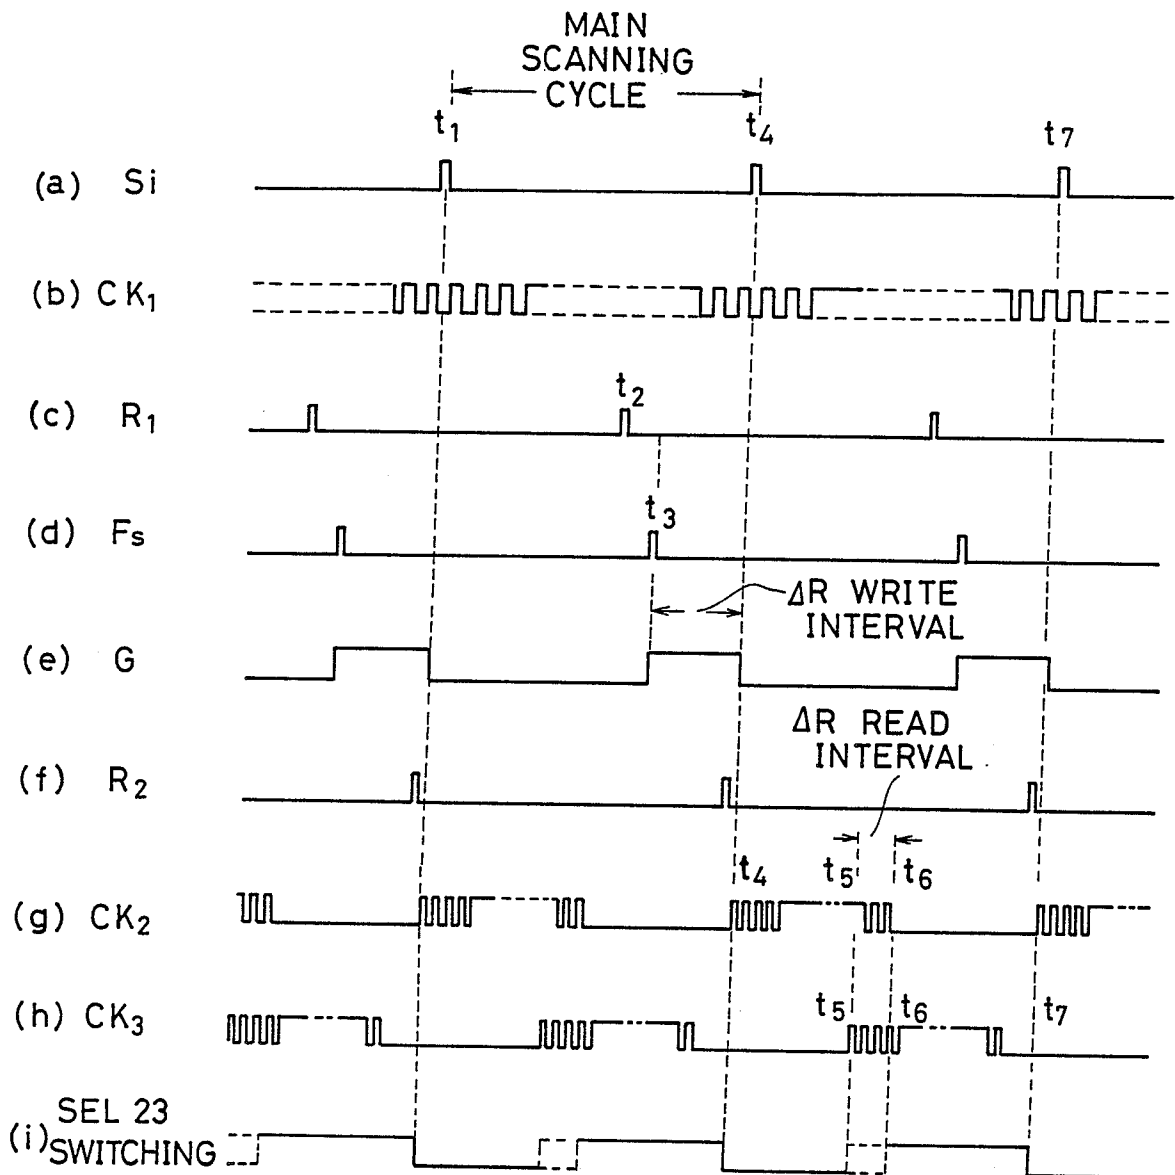 MAIN
SCANNING
CYCLE
t₁ t₄ t₇
(a) Si
(b) CK₁
t₂
(c) R₁
t₃
(d) Fs
ΔR WRITE
INTERVAL
(e) G
ΔR READ
INTERVAL
(f) R₂
t₄ t₅ t₆
(g) CK₂
t₅ t₆ t₇
(h) CK₃
SEL 23
(i) SWITCHING